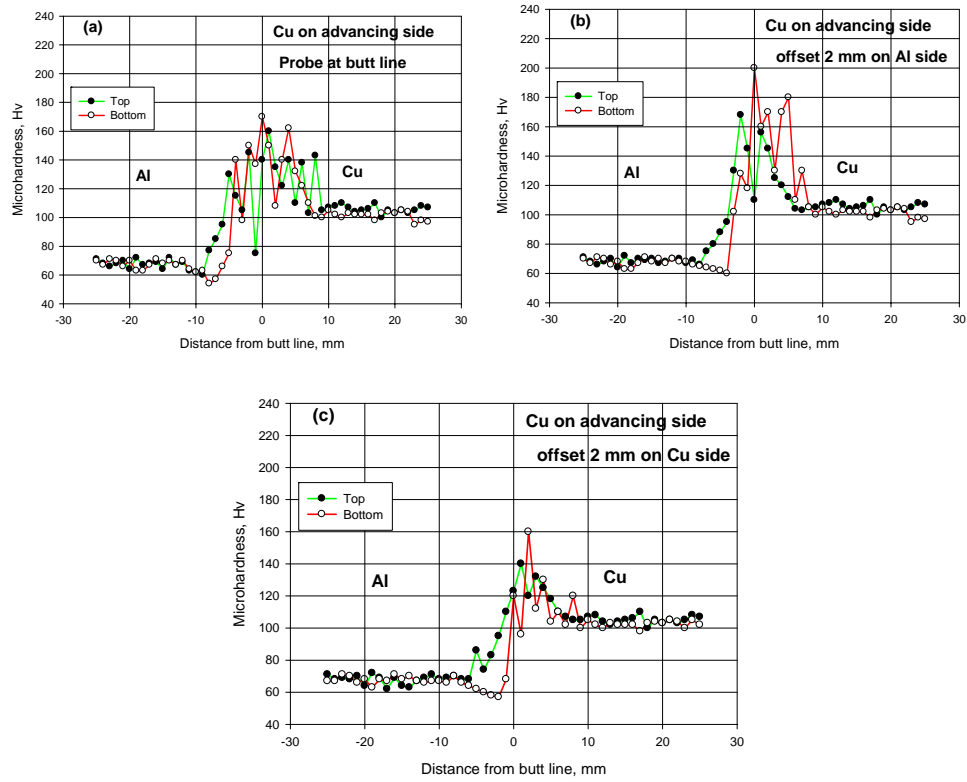 (a)
Cu on advancing side
Probe at butt line
Top
Bottom
Al
Cu
Microhardness, Hv
240
220
200
180
160
140
120
100
80
60
40
-30 -20 -10 0 10 20 30
Distance from butt line, mm
(b)
Cu on advancing side
offset 2 mm on Al side
Top
Bottom
Al
Cu
Microhardness, Hv
240
220
200
180
160
140
120
100
80
60
40
-30 -20 -10 0 10 20 30
Distance from butt line, mm
(c)
Cu on advancing side
offset 2 mm on Cu side
Top
Bottom
Al
Cu
Microhardness, Hv
240
220
200
180
160
140
120
100
80
60
40
-30 -20 -10 0 10 20 30
Distance from butt line, mm